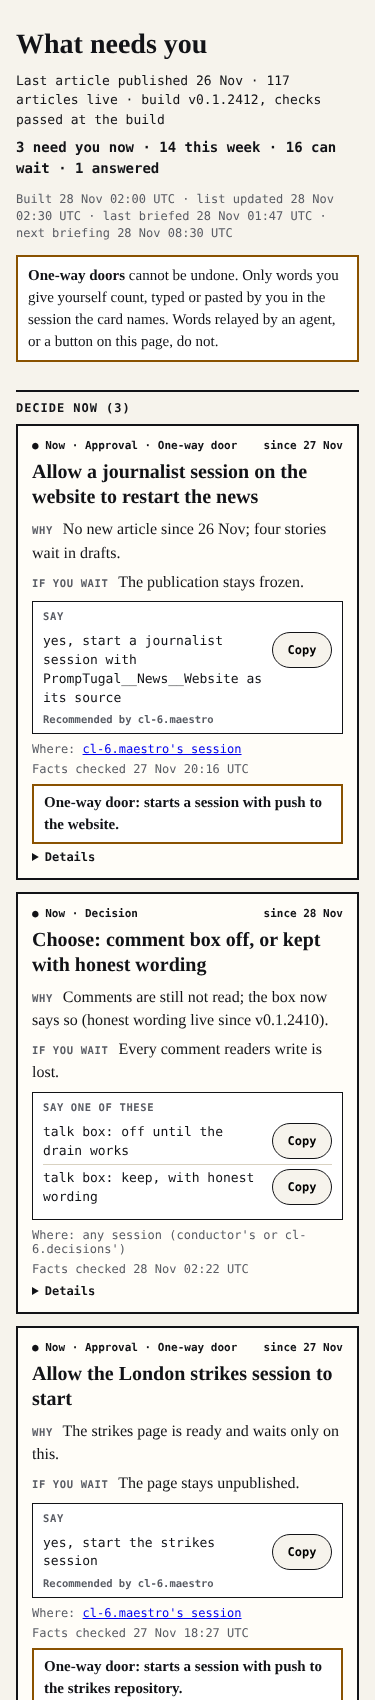 What needs you
Last article published 26 Nov · 117
articles live · build v0.1.2412, checks
passed at the build
3 need you now · 14 this week · 16 can
wait · 1 answered
Built 28 Nov 02:00 UTC · list updated 28 Nov
02:30 UTC · last briefed 28 Nov 01:47 UTC ·
next briefing 28 Nov 08:30 UTC
One-way doors cannot be undone. Only words you
give yourself count, typed or pasted by you in the
session the card names. Words relayed by an agent,
or a button on this page, do not.
DECIDE NOW (3)
● Now · Approval · One-way door since 27 Nov
Allow a journalist session on the
website to restart the news
WHY No new article since 26 Nov; four stories
wait in drafts.
IF YOU WAIT The publication stays frozen.
SAY
yes, start a journalist
session with
PrompTugal__News__Website as
its source
Copy
Recommended by cl-6.maestro
Where: cl-6.maestro's session
Facts checked 27 Nov 20:16 UTC
One-way door: starts a session with push to
the website.
▶ Details
● Now · Decision since 28 Nov
Choose: comment box off, or kept
with honest wording
WHY Comments are still not read; the box now
says so (honest wording live since v0.1.2410).
IF YOU WAIT Every comment readers write is
lost.
SAY ONE OF THESE
talk box: off until the
drain works
Copy
talk box: keep, with honest
wording
Copy
Where: any session (conductor's or cl-
6.decisions')
Facts checked 28 Nov 02:22 UTC
▶ Details
● Now · Approval · One-way door since 27 Nov
Allow the London strikes session to
start
WHY The strikes page is ready and waits only on
this.
IF YOU WAIT The page stays unpublished.
SAY
yes, start the strikes
session
Copy
Recommended by cl-6.maestro
Where: cl-6.maestro's session
Facts checked 27 Nov 18:27 UTC
One-way door: starts a session with push to
the strikes repository.